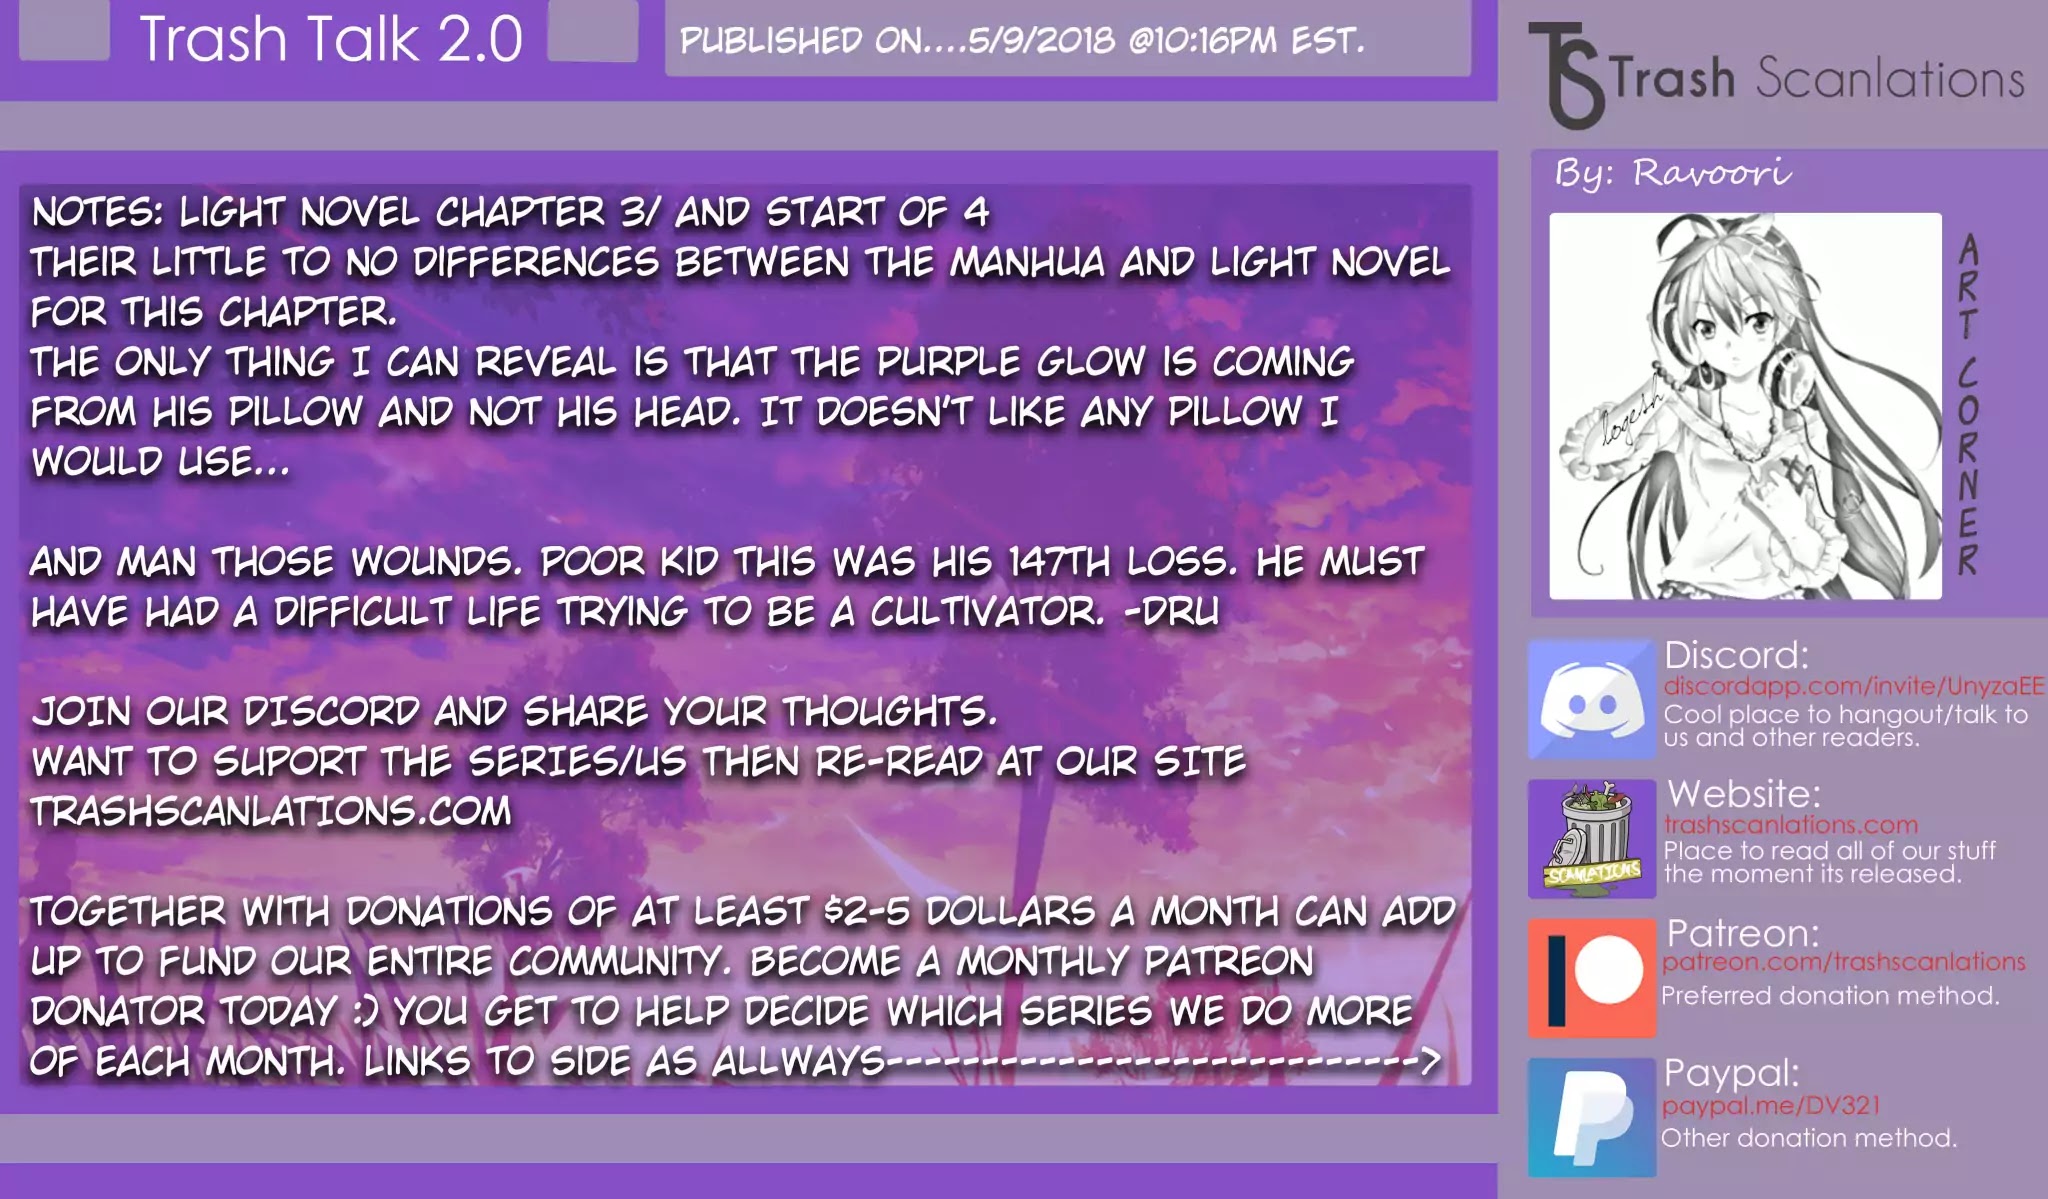 Trash Talk 2.0
PUBLISHED ON....5/9/2018 @10:16PM EST.
NOTES: LIGHT NOVEL CHAPTER 3/ AND START OF 4
THEIR LITTLE TO NO DIFFERENCES BETWEEN THE MANHUA AND LIGHT NOVEL
FOR THIS CHAPTER.
THE ONLY THING I CAN REVEAL IS THAT THE PURPLE GLOW IS COMING
FROM HIS PILLOW AND NOT HIS HEAD. IT DOESN'T LIKE ANY PILLOW I
WOULD USE...
AND MAN THOSE WOUNDS. POOR KID THIS WAS HIS 147TH LOSS. HE MUST
HAVE HAD A DIFFICULT LIFE TRYING TO BE A CULTIVATOR. -DRU
JOIN OUR DISCORD AND SHARE YOUR THOUGHTS.
WANT TO SUPORT THE SERIES/US THEN RE-READ AT OUR SITE
TRASHSCANLATIONS.COM
TOGETHER WITH DONATIONS OF AT LEAST $2-5 DOLLARS A MONTH CAN ADD
UP TO FUND OUR ENTIRE COMMUNITY. BECOME A MONTHLY PATREON
DONATOR TODAY :) YOU GET TO HELP DECIDE WHICH SERIES WE DO MORE
OF EACH MONTH. LINKS TO SIDE AS ALLWAYS---------------------------->
TS Trash Scanlations
By: Ravoori
logesh
ART CORNER
Discord:
discordapp.com/invite/UnyzaEE
Cool place to hangout/talk to
us and other readers.
SCANLATIONS
Website:
trashscanlations.com
Place to read all of our stuff
the moment its released.
Patreon:
patreon.com/trashscanlations
Preferred donation method.
Paypal:
paypal.me/DV321
Other donation method.